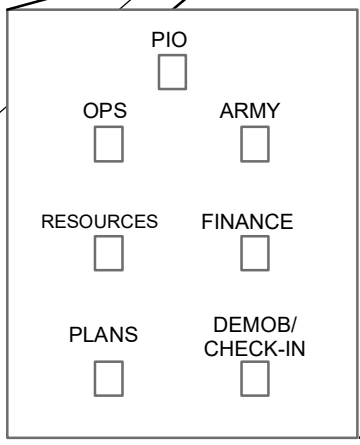 PIO
OPS
ARMY
RESOURCES
FINANCE
PLANS
DEMOB/
CHECK-IN